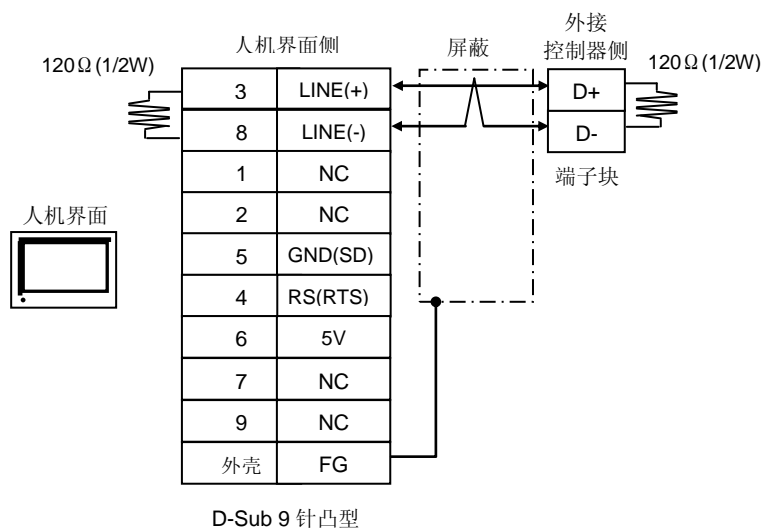 人机界面侧
屏蔽
外接
控制器侧
120Ω(1/2W)
120Ω(1/2W)
3 LINE(+)
D+
8 LINE(-)
D-
1 NC
端子块
2 NC
人机界面
5 GND(SD)
4 RS(RTS)
6 5V
7 NC
9 NC
外壳 FG
D-Sub 9 针凸型